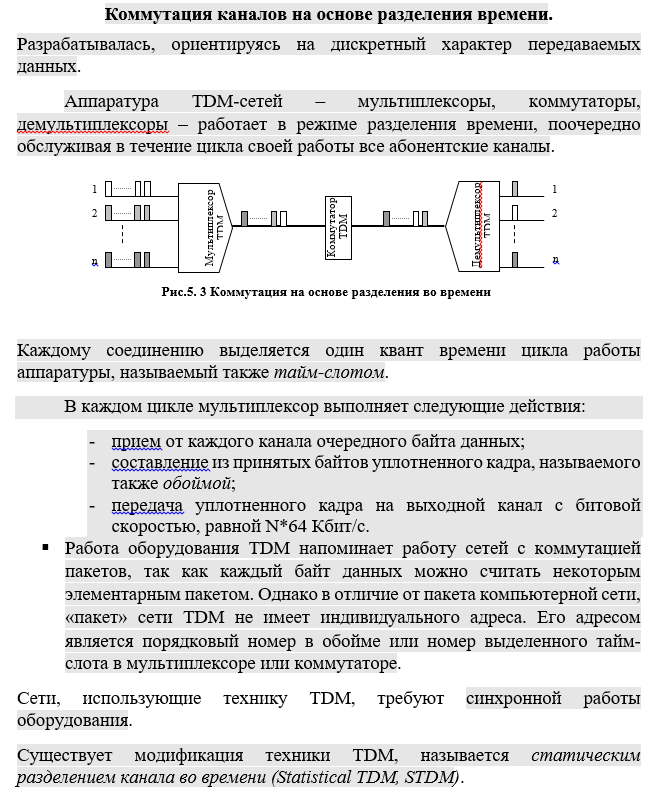 Коммутация каналов на основе разделения времени.
Разрабатывалась, ориентируясь на дискретный характер передаваемых
данных.
Аппаратура TDM-сетей – мультиплексоры, коммутаторы,
демультиплексоры – работает в режиме разделения времени, поочередно
обслуживая в течение цикла своей работы все абонентские каналы.
1
2
n
Мультиплексор
TDM
Коммутатор
TDM
Демультиплексор
TDM
1
2
n
Рис.5. 3 Коммутация на основе разделения во времени
Каждому соединению выделяется один квант времени цикла работы
аппаратуры, называемый также тайм-слотом.
В каждом цикле мультиплексор выполняет следующие действия:
- прием от каждого канала очередного байта данных;
- составление из принятых байтов уплотненного кадра, называемого
также обоймой;
- передача уплотненного кадра на выходной канал с битовой
скоростью, равной N*64 Кбит/с.
▪ Работа оборудования TDM напоминает работу сетей с коммутацией
пакетов, так как каждый байт данных можно считать некоторым
элементарным пакетом. Однако в отличие от пакета компьютерной сети,
«пакет» сети TDM не имеет индивидуального адреса. Его адресом
является порядковый номер в обойме или номер выделенного тайм-
слота в мультиплексоре или коммутаторе.
Сети, использующие технику TDM, требуют синхронной работы
оборудования.
Существует модификация техники TDM, называется статическим
разделением канала во времени (Statistical TDM, STDM).